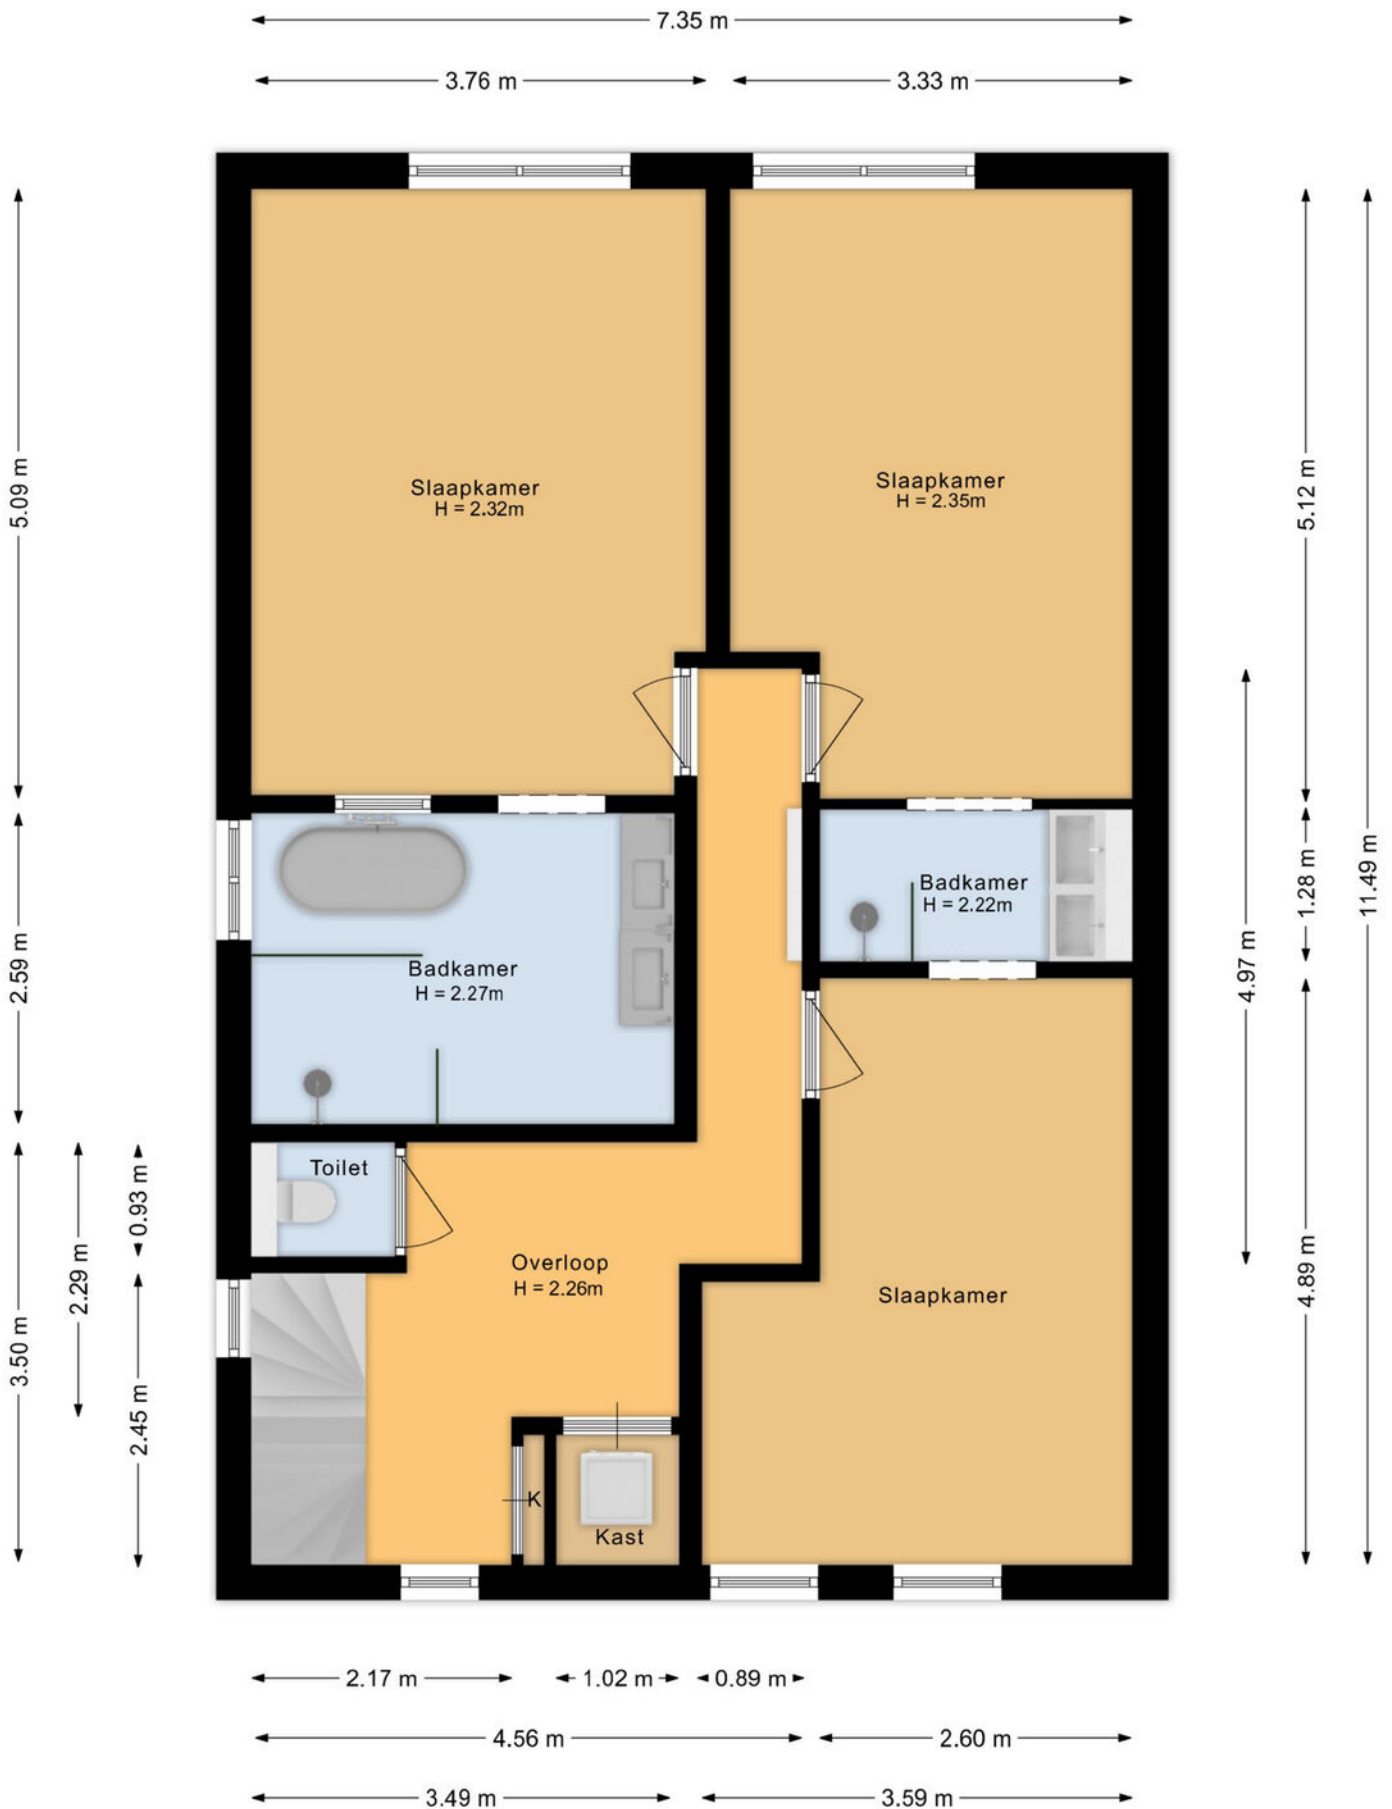 7.35 m
3.76 m
3.33 m
Slaapkamer
H = 2.32m
Slaapkamer
H = 2.35m
5.09 m
5.12 m
11.49 m
Badkamer
H = 2.22m
1.28 m
4.97 m
Badkamer
H = 2.27m
2.59 m
Toilet
0.93 m
2.29 m
3.50 m
2.45 m
Overloop
H = 2.26m
Slaapkamer
4.89 m
K
Kast
2.17 m
1.02 m
0.89 m
4.56 m
2.60 m
3.49 m
3.59 m